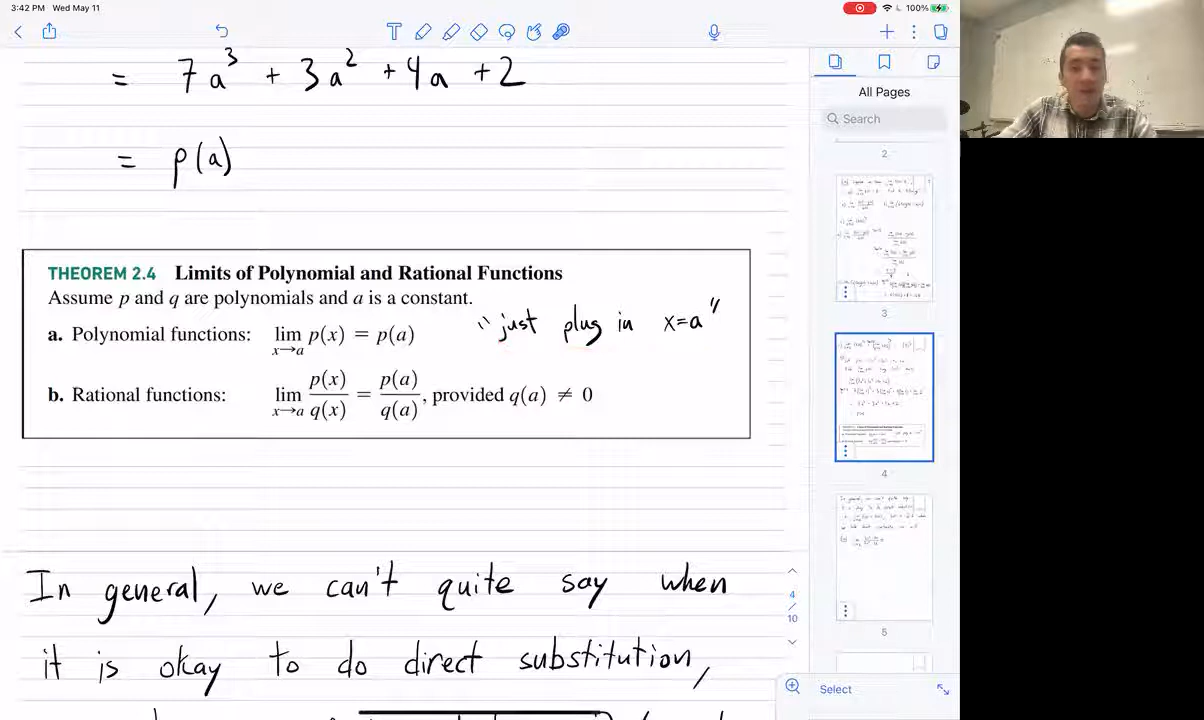 3:42 PM Wed May 11
100%
= 7a³ + 3a² + 4a + 2
= p(a)
THEOREM 2.4 Limits of Polynomial and Rational Functions
Assume p and q are polynomials and a is a constant.
a. Polynomial functions: lim x→a p(x) = p(a) "just plug in x=a"
b. Rational functions: lim x→a p(x)/q(x) = p(a)/q(a), provided q(a) ≠ 0
In general, we can't quite say when
it is okay to do direct substitution,
4 / 10
All Pages
Search
2
3
4
5
Select